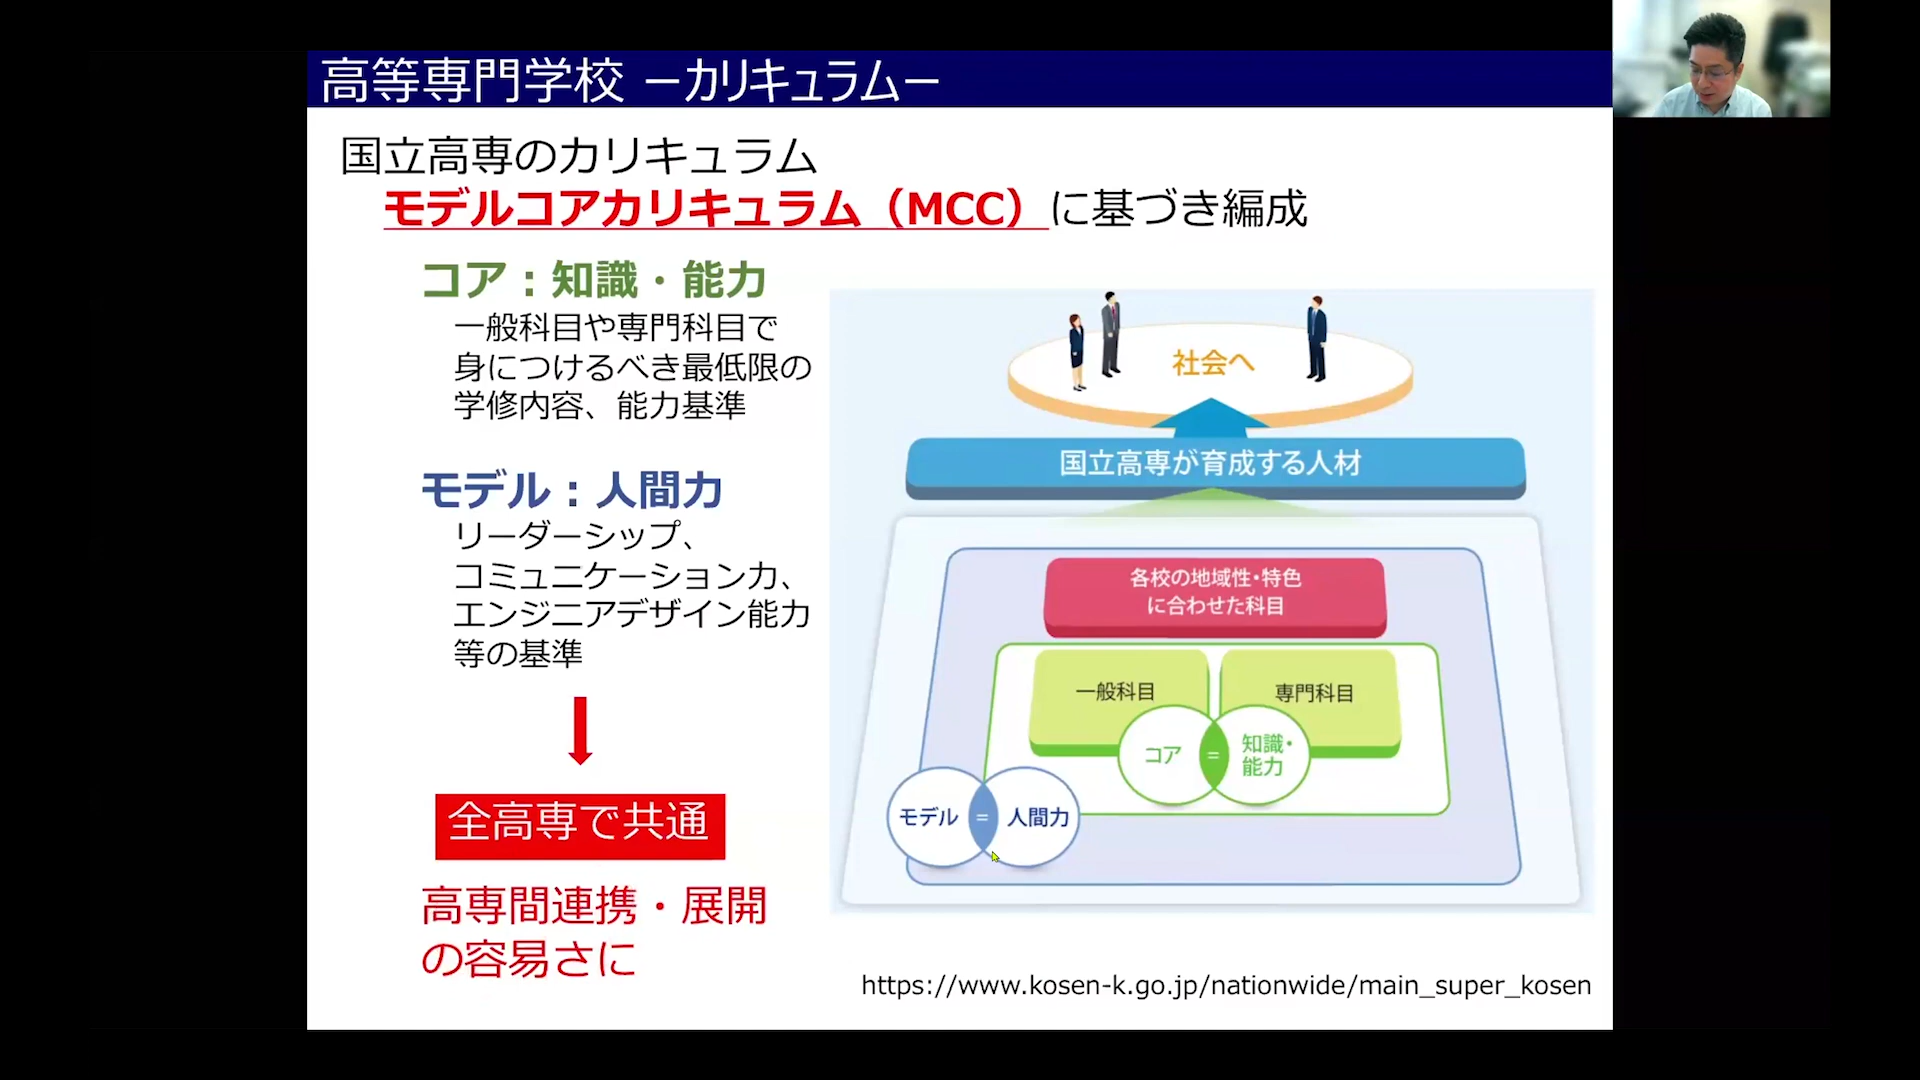 高等専門学校 ーカリキュラムー
国立高専のカリキュラム
モデルコアカリキュラム（MCC）に基づき編成
コア：知識・能力
一般科目や専門科目で
身につけるべき最低限の
学修内容、能力基準
モデル：人間力
リーダーシップ、
コミュニケーション力、
エンジニアデザイン能力
等の基準
全高専で共通
高専間連携・展開
の容易さに
社会へ
国立高専が育成する人材
各校の地域性・特色
に合わせた科目
一般科目
専門科目
コア
=
知識・
能力
モデル
=
人間力
https://www.kosen-k.go.jp/nationwide/main_super_kosen